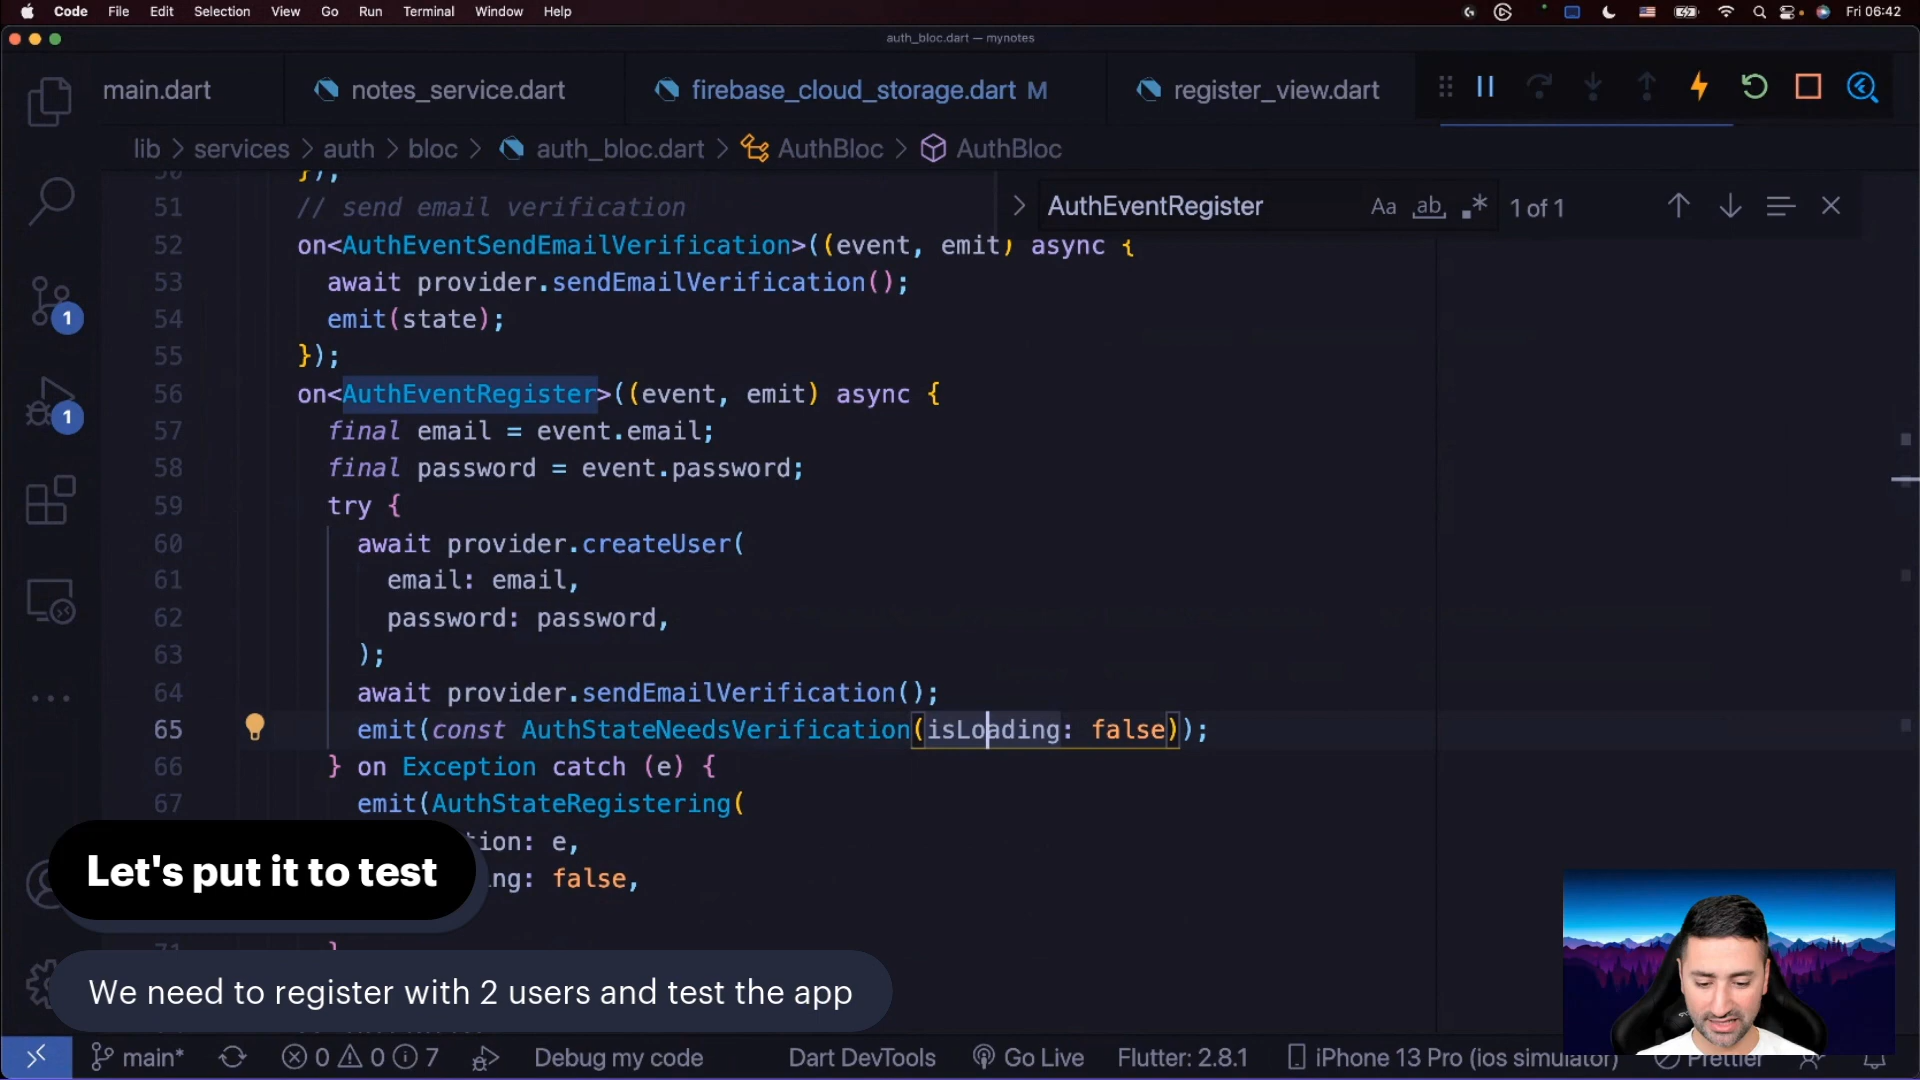 Code File Edit Selection View Go Run Terminal Window Help Fri 06:42
auth_bloc.dart — mynotes
main.dart notes_service.dart firebase_cloud_storage.dart M register_view.dart
lib > services > auth > bloc > auth_bloc.dart > AuthBloc > AuthBloc
AuthEventRegister Aa ab 1 of 1
50 });
51 // send email verification
52 on<AuthEventSendEmailVerification>((event, emit) async {
53 await provider.sendEmailVerification();
54 emit(state);
55 });
56 on<AuthEventRegister>((event, emit) async {
57 final email = event.email;
58 final password = event.password;
59 try {
60 await provider.createUser(
61 email: email,
62 password: password,
63 );
64 await provider.sendEmailVerification();
65 emit(const AuthStateNeedsVerification(isLoading: false));
66 } on Exception catch (e) {
67 emit(AuthStateRegistering(
tion: e,
ng: false,
71 }
1
1
Let's put it to test
We need to register with 2 users and test the app
main* 0 0 7 Debug my code Dart DevTools Go Live Flutter: 2.8.1 iPhone 13 Pro (ios simulator) Prettier